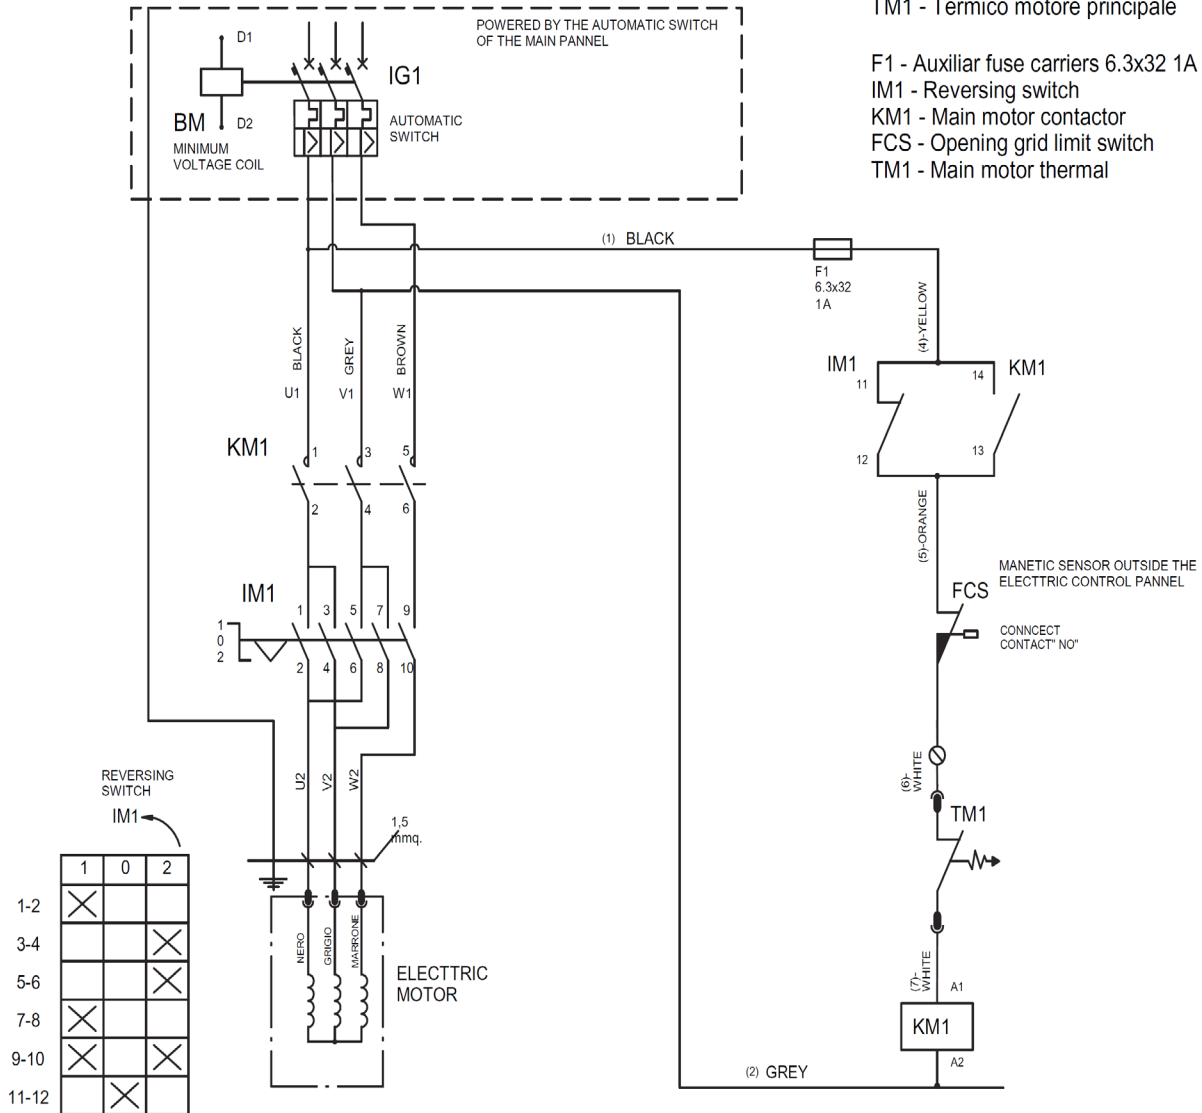 TM1 - Termico motore principale
POWERED BY THE AUTOMATIC SWITCH
OF THE MAIN PANNEL
D1
IG1
BM
D2
MINIMUM
VOLTAGE COIL
AUTOMATIC
SWITCH
F1 - Auxiliar fuse carriers 6.3x32 1A
IM1 - Reversing switch
KM1 - Main motor contactor
FCS - Opening grid limit switch
TM1 - Main motor thermal
(1) BLACK
F1
6.3x32
1A
(4)-YELLOW
BLACK
GREY
BROWN
U1
V1
W1
IM1
11
14
KM1
12
13
KM1
1
3
5
2
4
6
(5)-ORANGE
MANETIC SENSOR OUTSIDE THE
ELECTTRIC CONTROL PANNEL
FCS
CONNCECT
CONTACT" NO"
IM1
1
0
2
1
3
5
7
9
2
4
6
8
10
U2
V2
W2
(6)-
WHITE
TM1
1,5
mmq.
REVERSING
SWITCH
IM1
1 0 2
1-2
3-4
5-6
7-8
9-10
11-12
NERO
GRIGIO
MARRONE
ELECTTRIC
MOTOR
(7)-
WHITE
A1
KM1
A2
(2) GREY